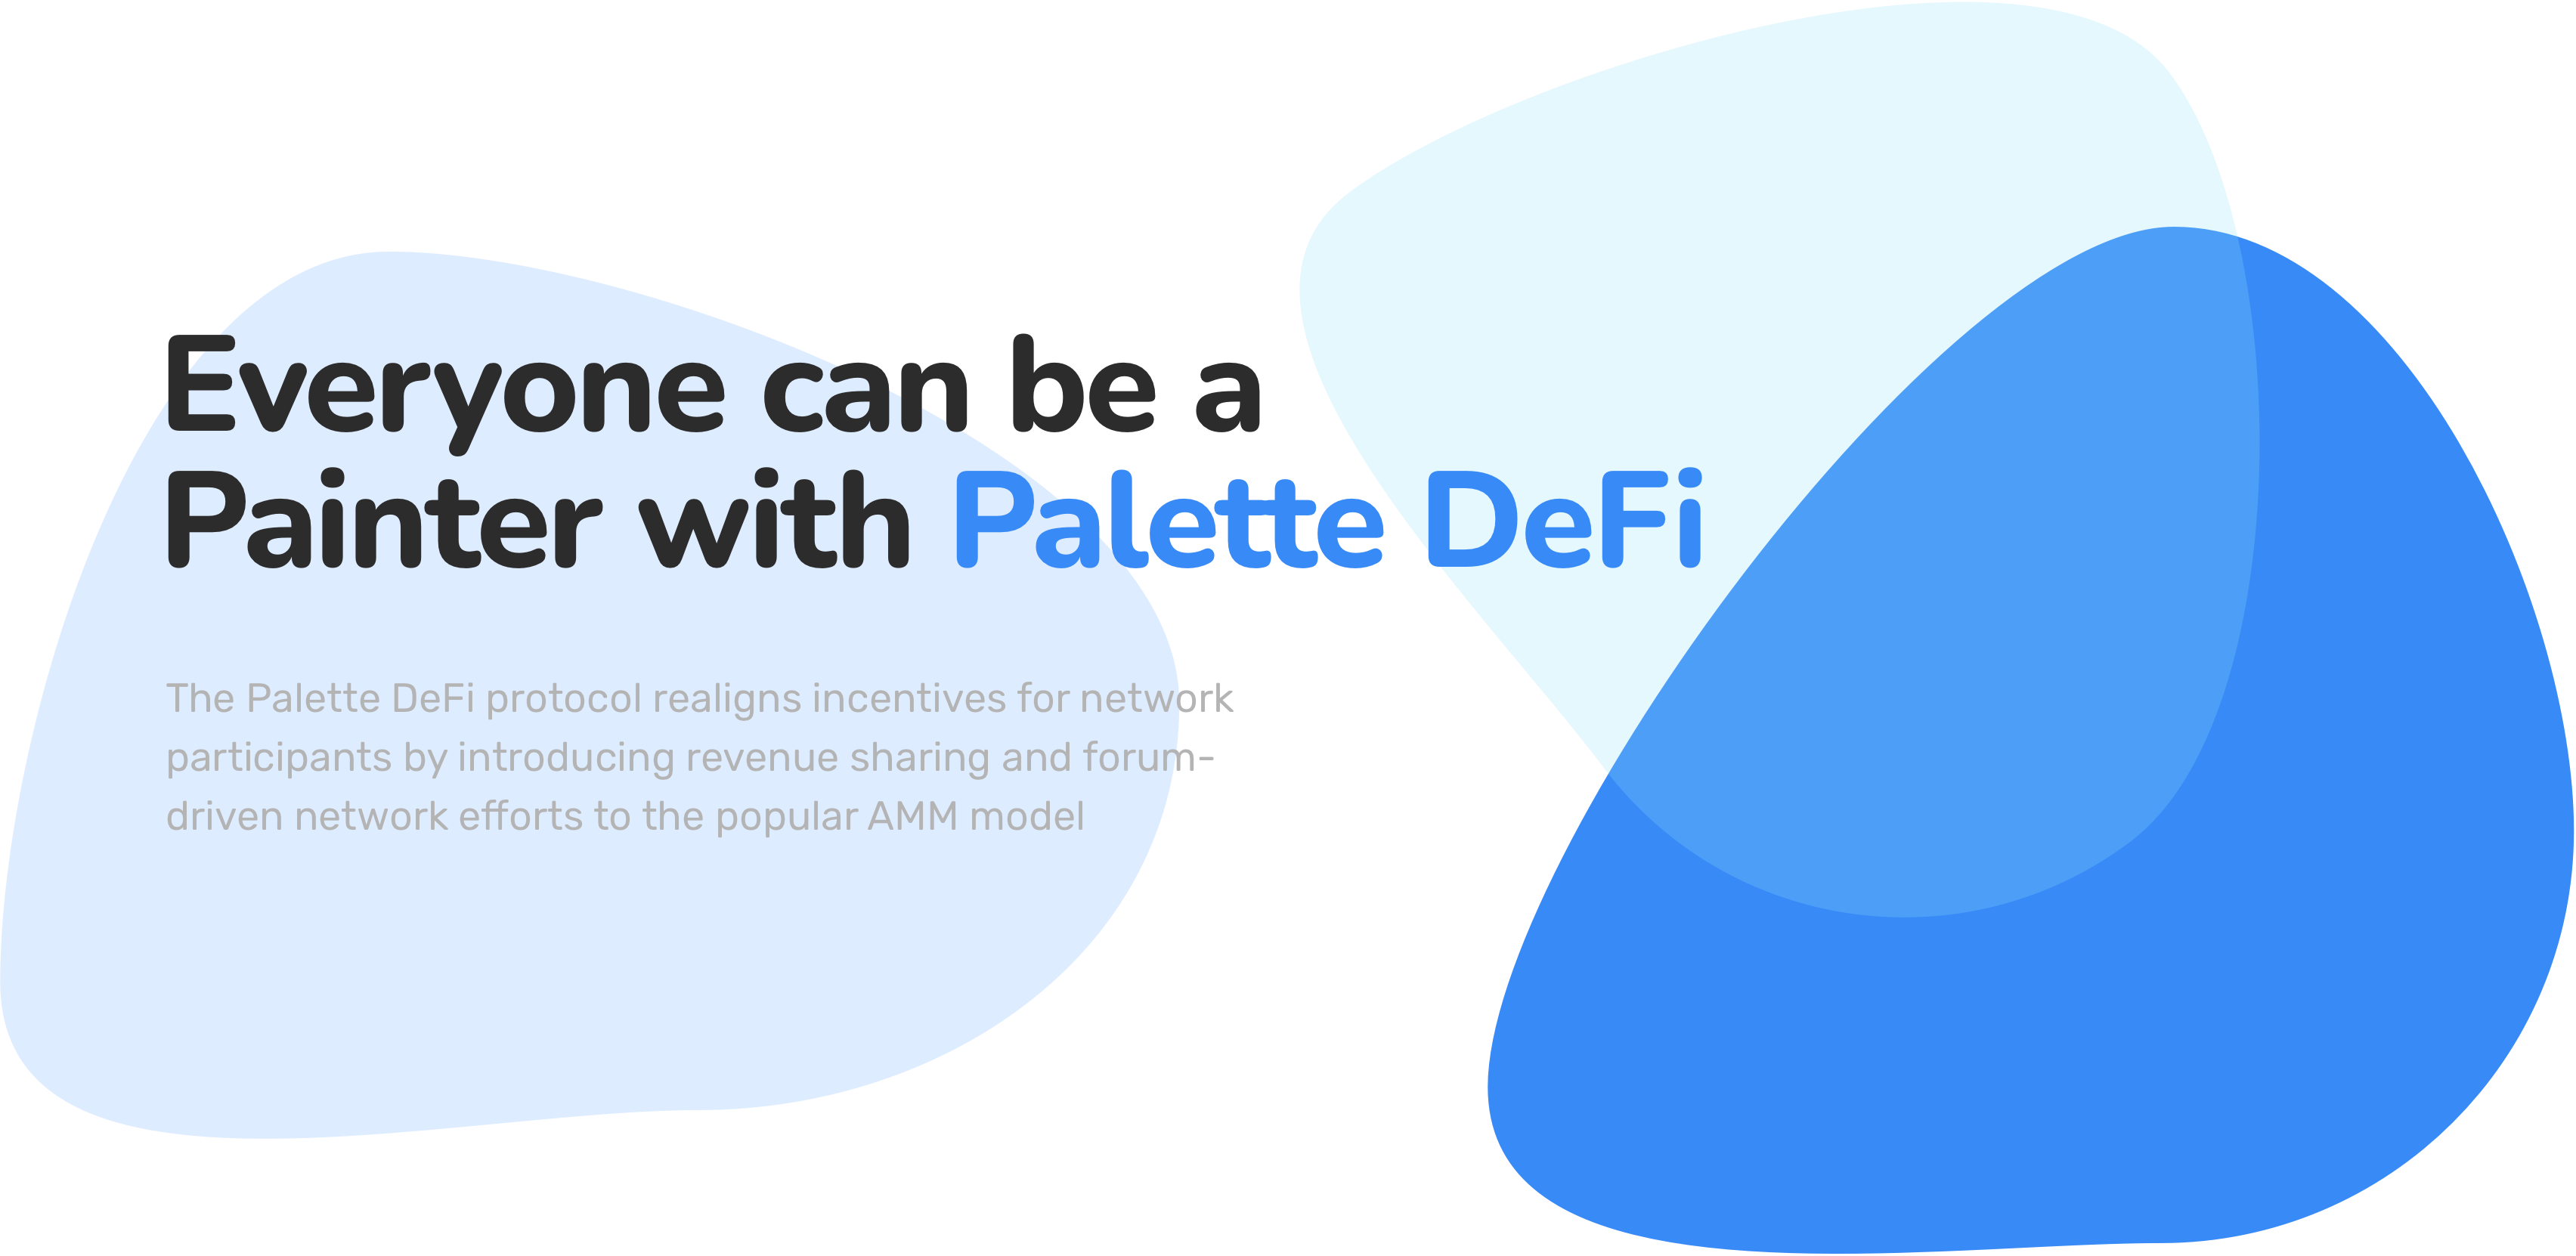 Everyone can be a
Painter with Palette DeFi
The Palette DeFi protocol realigns incentives for network
participants by introducing revenue sharing and forum-
driven network efforts to the popular AMM model